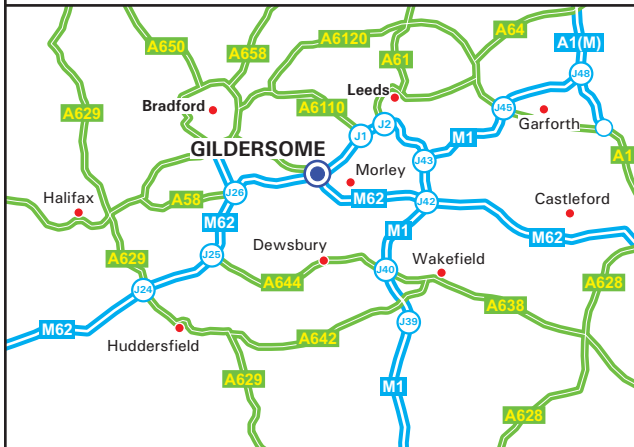 A650
A658
A6120
A61
A64
A1(M)
J48
A629
Bradford
Leeds
A6110
J45
Garforth
J1
J2
M1
GILDERSOME
J43
A1
Morley
Halifax
A58
J26
M62
J42
Castleford
M62
M1
M62
Dewsbury
J25
A629
J40
Wakefield
A644
A628
J24
A638
J39
M62
A642
Huddersfield
A629
M1
A628